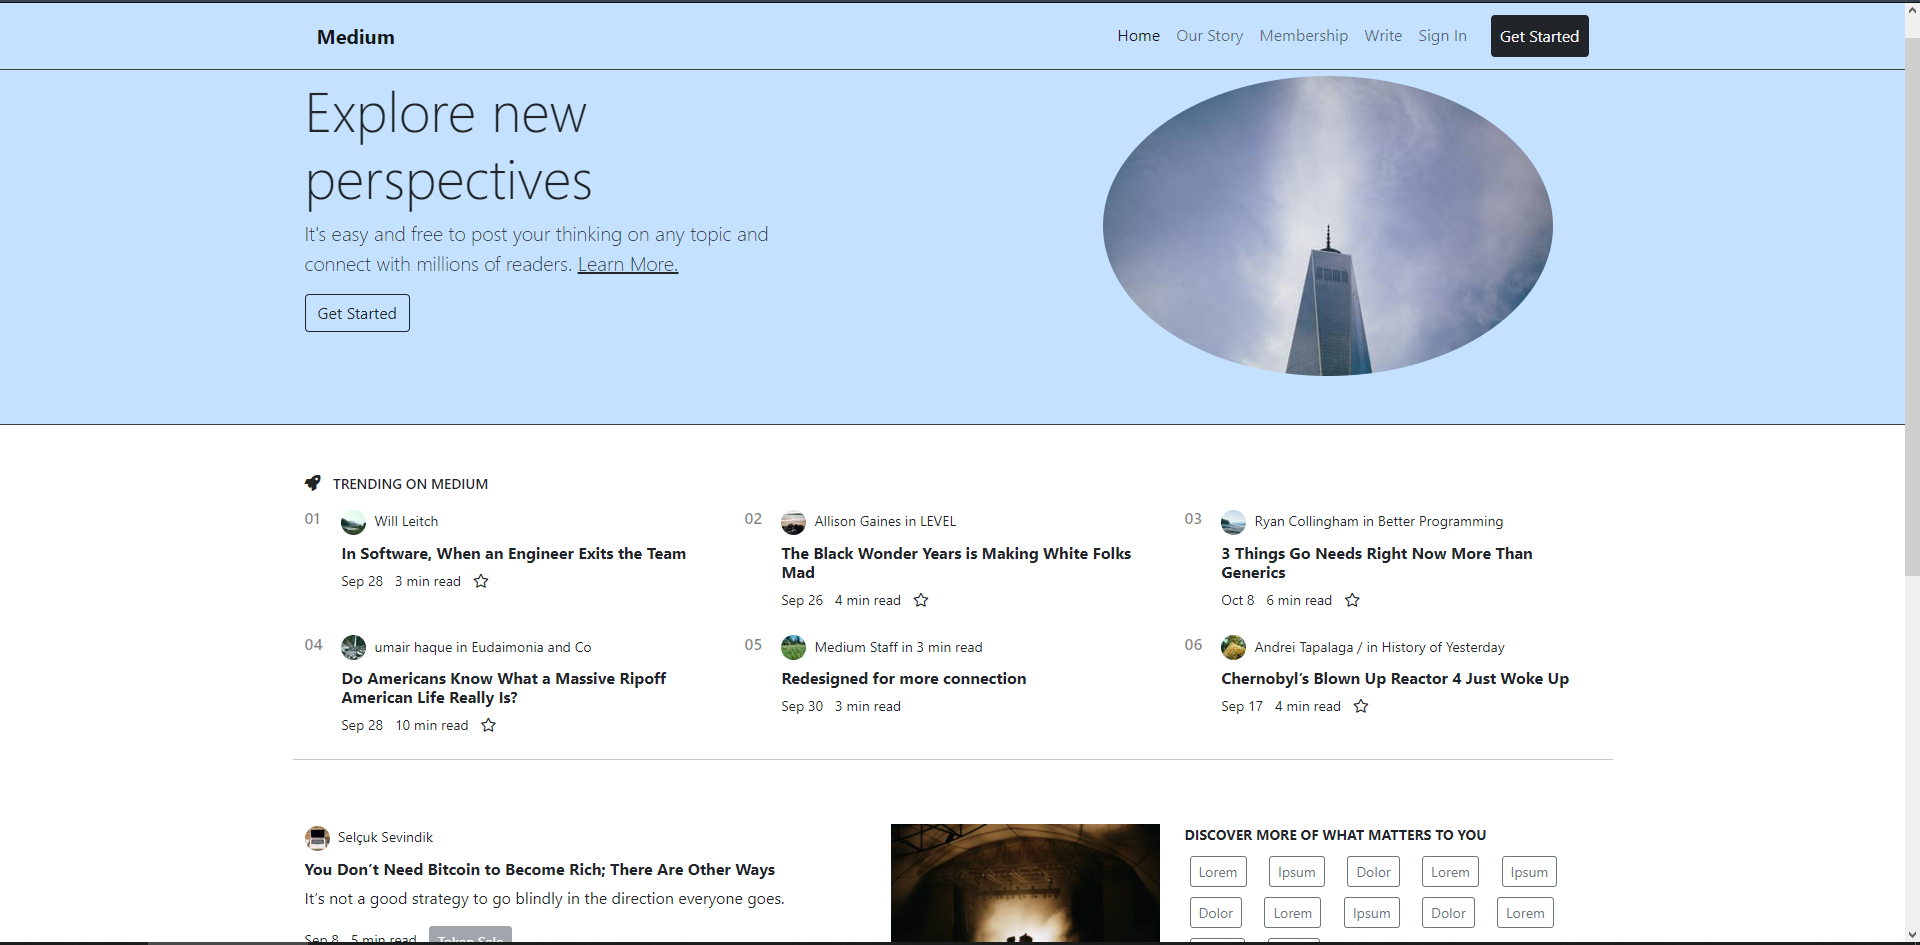 Medium
Home Our Story Membership Write Sign In Get Started
Explore new
perspectives
It's easy and free to post your thinking on any topic and
connect with millions of readers. Learn More.
Get Started
TRENDING ON MEDIUM
01 Will Leitch
In Software, When an Engineer Exits the Team
Sep 28 3 min read
02 Allison Gaines in LEVEL
The Black Wonder Years is Making White Folks
Mad
Sep 26 4 min read
03 Ryan Collingham in Better Programming
3 Things Go Needs Right Now More Than
Generics
Oct 8 6 min read
04 umair haque in Eudaimonia and Co
Do Americans Know What a Massive Ripoff
American Life Really Is?
Sep 28 10 min read
05 Medium Staff in 3 min read
Redesigned for more connection
Sep 30 3 min read
06 Andrei Tapalaga / in History of Yesterday
Chernobyl’s Blown Up Reactor 4 Just Woke Up
Sep 17 4 min read
Selçuk Sevindik
You Don’t Need Bitcoin to Become Rich; There Are Other Ways
It’s not a good strategy to go blindly in the direction everyone goes.
Sep 8 5 min read Token Sale
DISCOVER MORE OF WHAT MATTERS TO YOU
Lorem Ipsum Dolor Lorem Ipsum
Dolor Lorem Ipsum Dolor Lorem